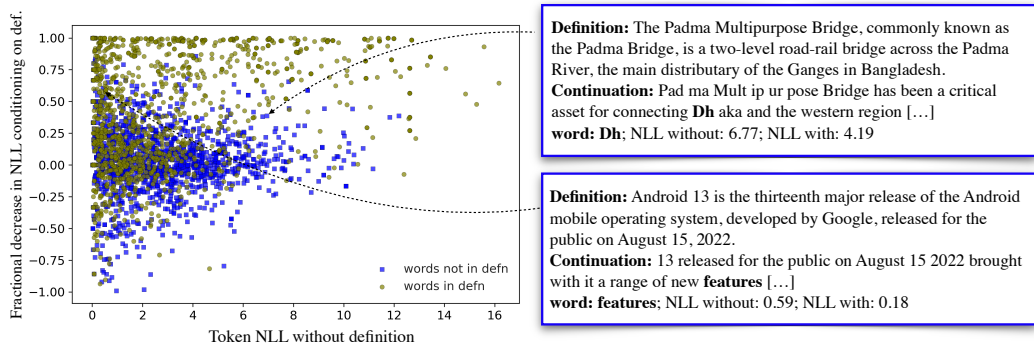 Fractional decrease in NLL conditioning on def.
1.00
0.75
0.50
0.25
0.00
−0.25
−0.50
−0.75
−1.00
0 2 4 6 8 10 12 14 16
Token NLL without definition
words not in defn
words in defn
Definition: The Padma Multipurpose Bridge, commonly known as
the Padma Bridge, is a two-level road-rail bridge across the Padma
River, the main distributary of the Ganges in Bangladesh.
Continuation: Pad ma Mult ip ur pose Bridge has been a critical
asset for connecting Dh aka and the western region [...]
word: Dh; NLL without: 6.77; NLL with: 4.19
Definition: Android 13 is the thirteenth major release of the Android
mobile operating system, developed by Google, released for the
public on August 15, 2022.
Continuation: 13 released for the public on August 15 2022 brought
with it a range of new features [...]
word: features; NLL without: 0.59; NLL with: 0.18